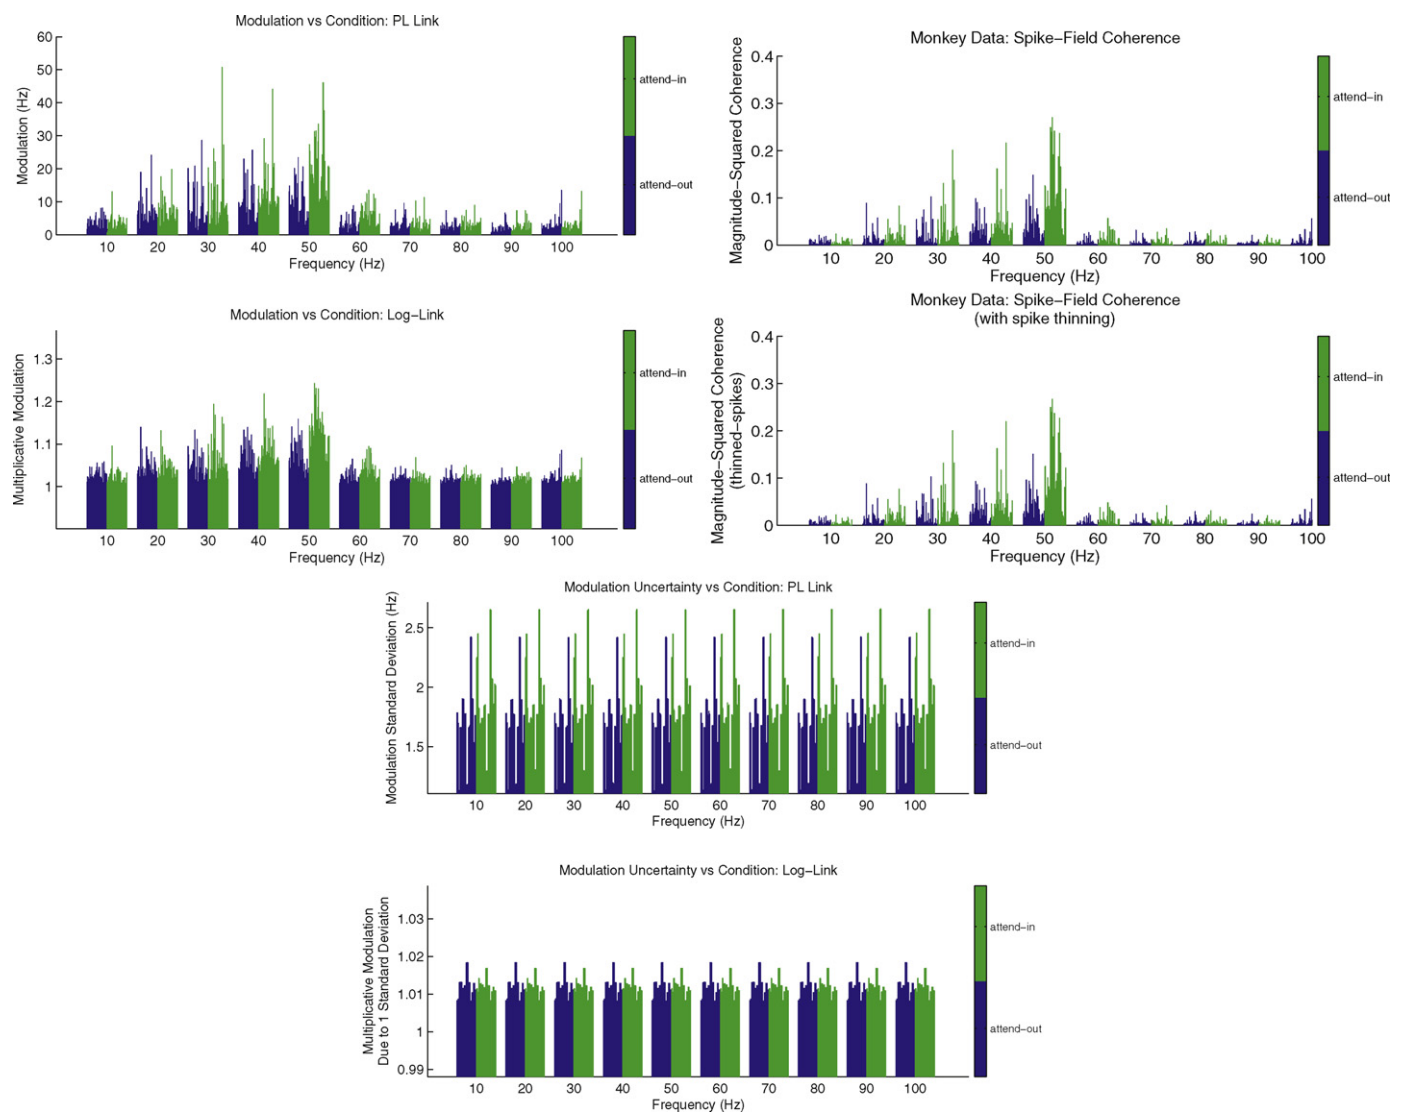 Modulation vs Condition: PL Link
60
50
40
30
20
10
0
Modulation (Hz)
10 20 30 40 50 60 70 80 90 100
Frequency (Hz)
attend-in
attend-out
Monkey Data: Spike-Field Coherence
0.4
0.3
0.2
0.1
0
Magnitude-Squared Coherence
10 20 30 40 50 60 70 80 90 100
Frequency (Hz)
attend-in
attend-out
Modulation vs Condition: Log-Link
1.3
1.2
1.1
1
Multiplicative Modulation
10 20 30 40 50 60 70 80 90 100
Frequency (Hz)
attend-in
attend-out
Monkey Data: Spike-Field Coherence
(with spike thinning)
0.4
0.3
0.2
0.1
0
Magnitude-Squared Coherence
(thinned-spikes)
10 20 30 40 50 60 70 80 90 100
Frequency (Hz)
attend-in
attend-out
Modulation Uncertainty vs Condition: PL Link
2.5
2
1.5
Modulation Standard Deviation (Hz)
10 20 30 40 50 60 70 80 90 100
Frequency (Hz)
attend-in
attend-out
Modulation Uncertainty vs Condition: Log-Link
1.03
1.02
1.01
1
0.99
Multiplicative Modulation
Due to 1 Standard Deviation
10 20 30 40 50 60 70 80 90 100
Frequency (Hz)
attend-in
attend-out